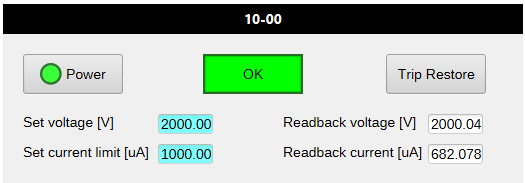 10-00
Power OK Trip Restore
Set voltage [V] 2000.00 Readback voltage [V] 2000.04
Set current limit [uA] 1000.00 Readback current [uA] 682.078